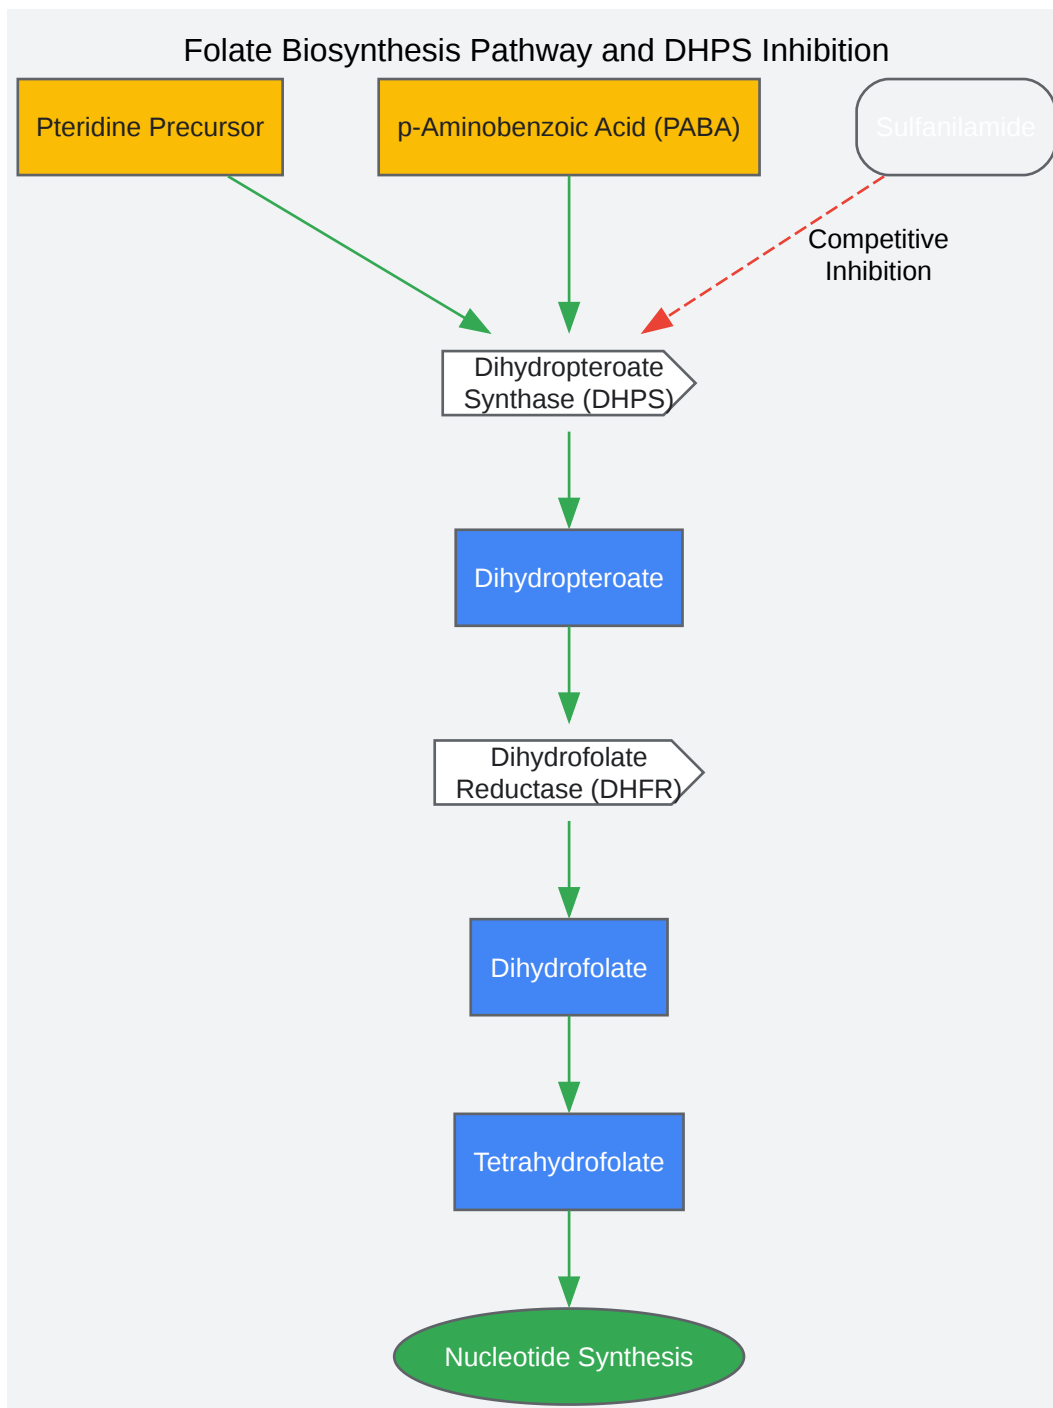 Folate Biosynthesis Pathway and DHPS Inhibition
Pteridine Precursor
p-Aminobenzoic Acid (PABA)
Sulfanilamide
Competitive
Inhibition
Dihydropteroate
Synthase (DHPS)
Dihydropteroate
Dihydrofolate
Reductase (DHFR)
Dihydrofolate
Tetrahydrofolate
Nucleotide Synthesis